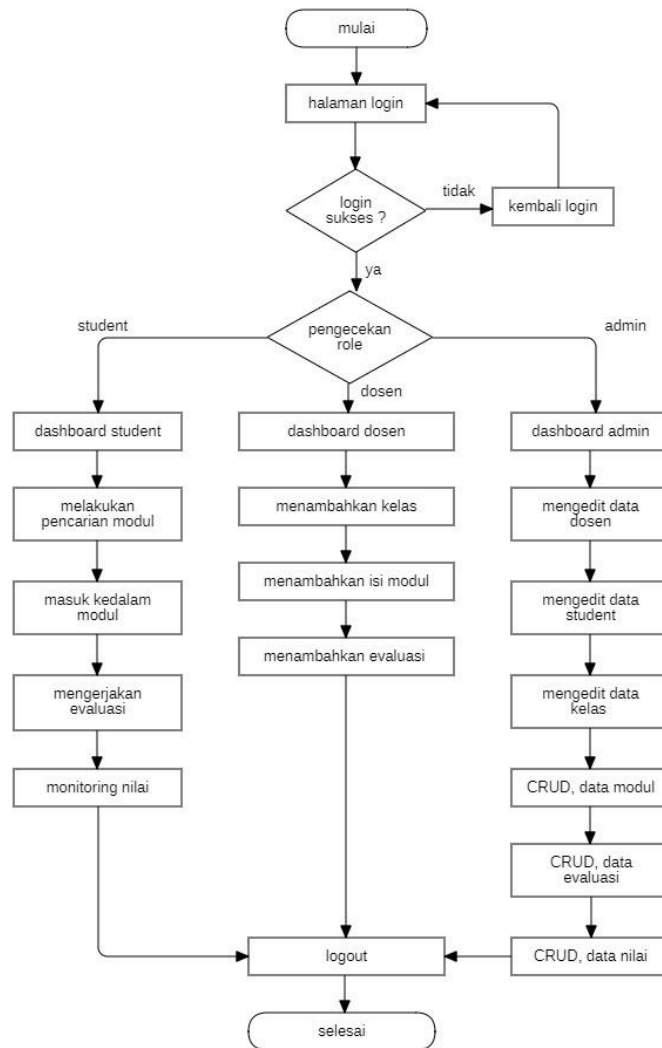 mulai
halaman login
login
sukses ?
tidak
kembali login
ya
pengecekan
role
student
admin
dosen
dashboard student
dashboard dosen
dashboard admin
melakukan
pencarian modul
menambahkan kelas
mengedit data
dosen
masuk kedalam
modul
menambahkan isi modul
mengedit data
student
mengerjakan
evaluasi
menambahkan evaluasi
mengedit data
kelas
monitoring nilai
CRUD, data modul
CRUD, data
evaluasi
logout
CRUD, data nilai
selesai